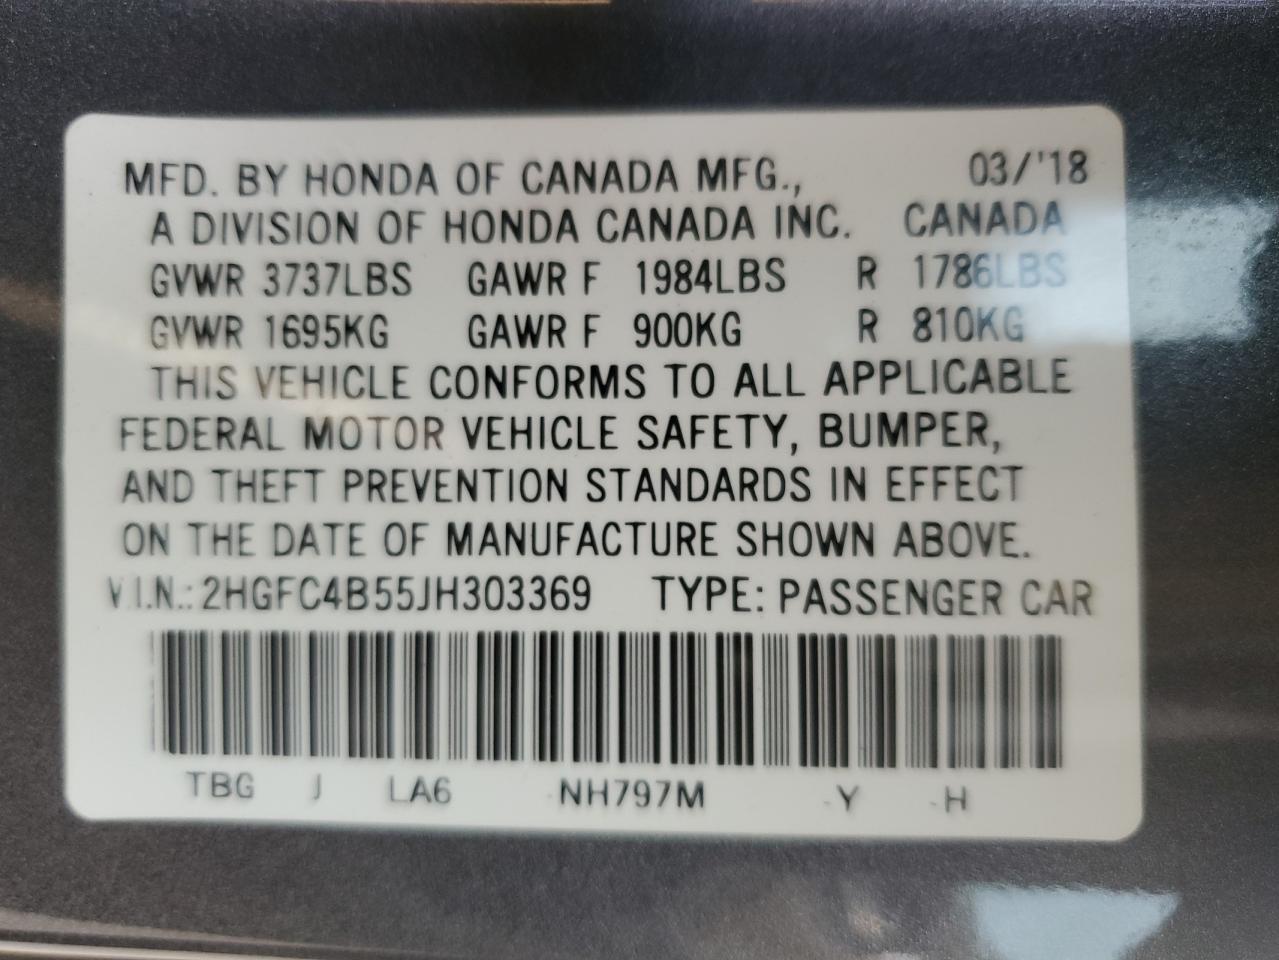 MFD. BY HONDA OF CANADA MFG., 03/'18
A DIVISION OF HONDA CANADA INC. CANADA
GVWR 3737LBS GAWR F 1984LBS R 1786LBS
GVWR 1695KG GAWR F 900KG R 810KG
THIS VEHICLE CONFORMS TO ALL APPLICABLE
FEDERAL MOTOR VEHICLE SAFETY, BUMPER,
AND THEFT PREVENTION STANDARDS IN EFFECT
ON THE DATE OF MANUFACTURE SHOWN ABOVE.
V.I.N.: 2HGFC4B55JH303369 TYPE: PASSENGER CAR
TBG J LA6 NH797M -Y -H